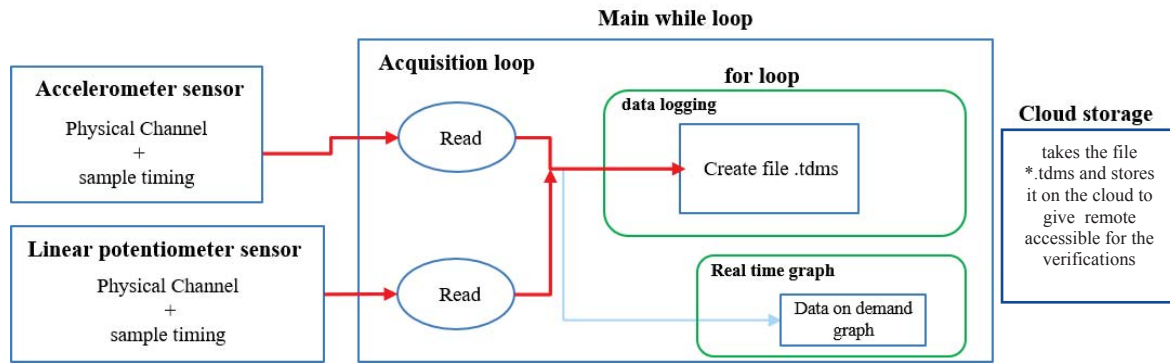 Main while loop
Accelerometer sensor
Physical Channel
+
sample timing
Linear potentiometer sensor
Physical Channel
+
sample timing
Acquisition loop
Read
Read
for loop
data logging
Create file .tdms
Real time graph
Data on demand
graph
Cloud storage
takes the file
*.tdms and stores
it on the cloud to
give remote
accessible for the
verifications